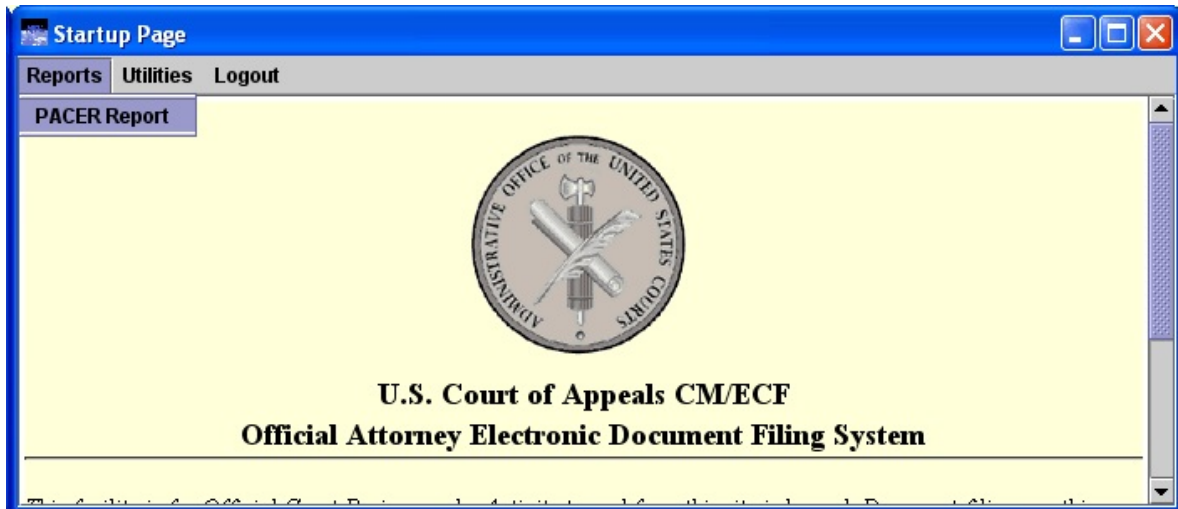 Startup Page
Reports Utilities Logout
PACER Report
ADMINISTRATIVE OFFICE OF THE UNITED STATES COURTS
U.S. Court of Appeals CM/ECF
Official Attorney Electronic Document Filing System